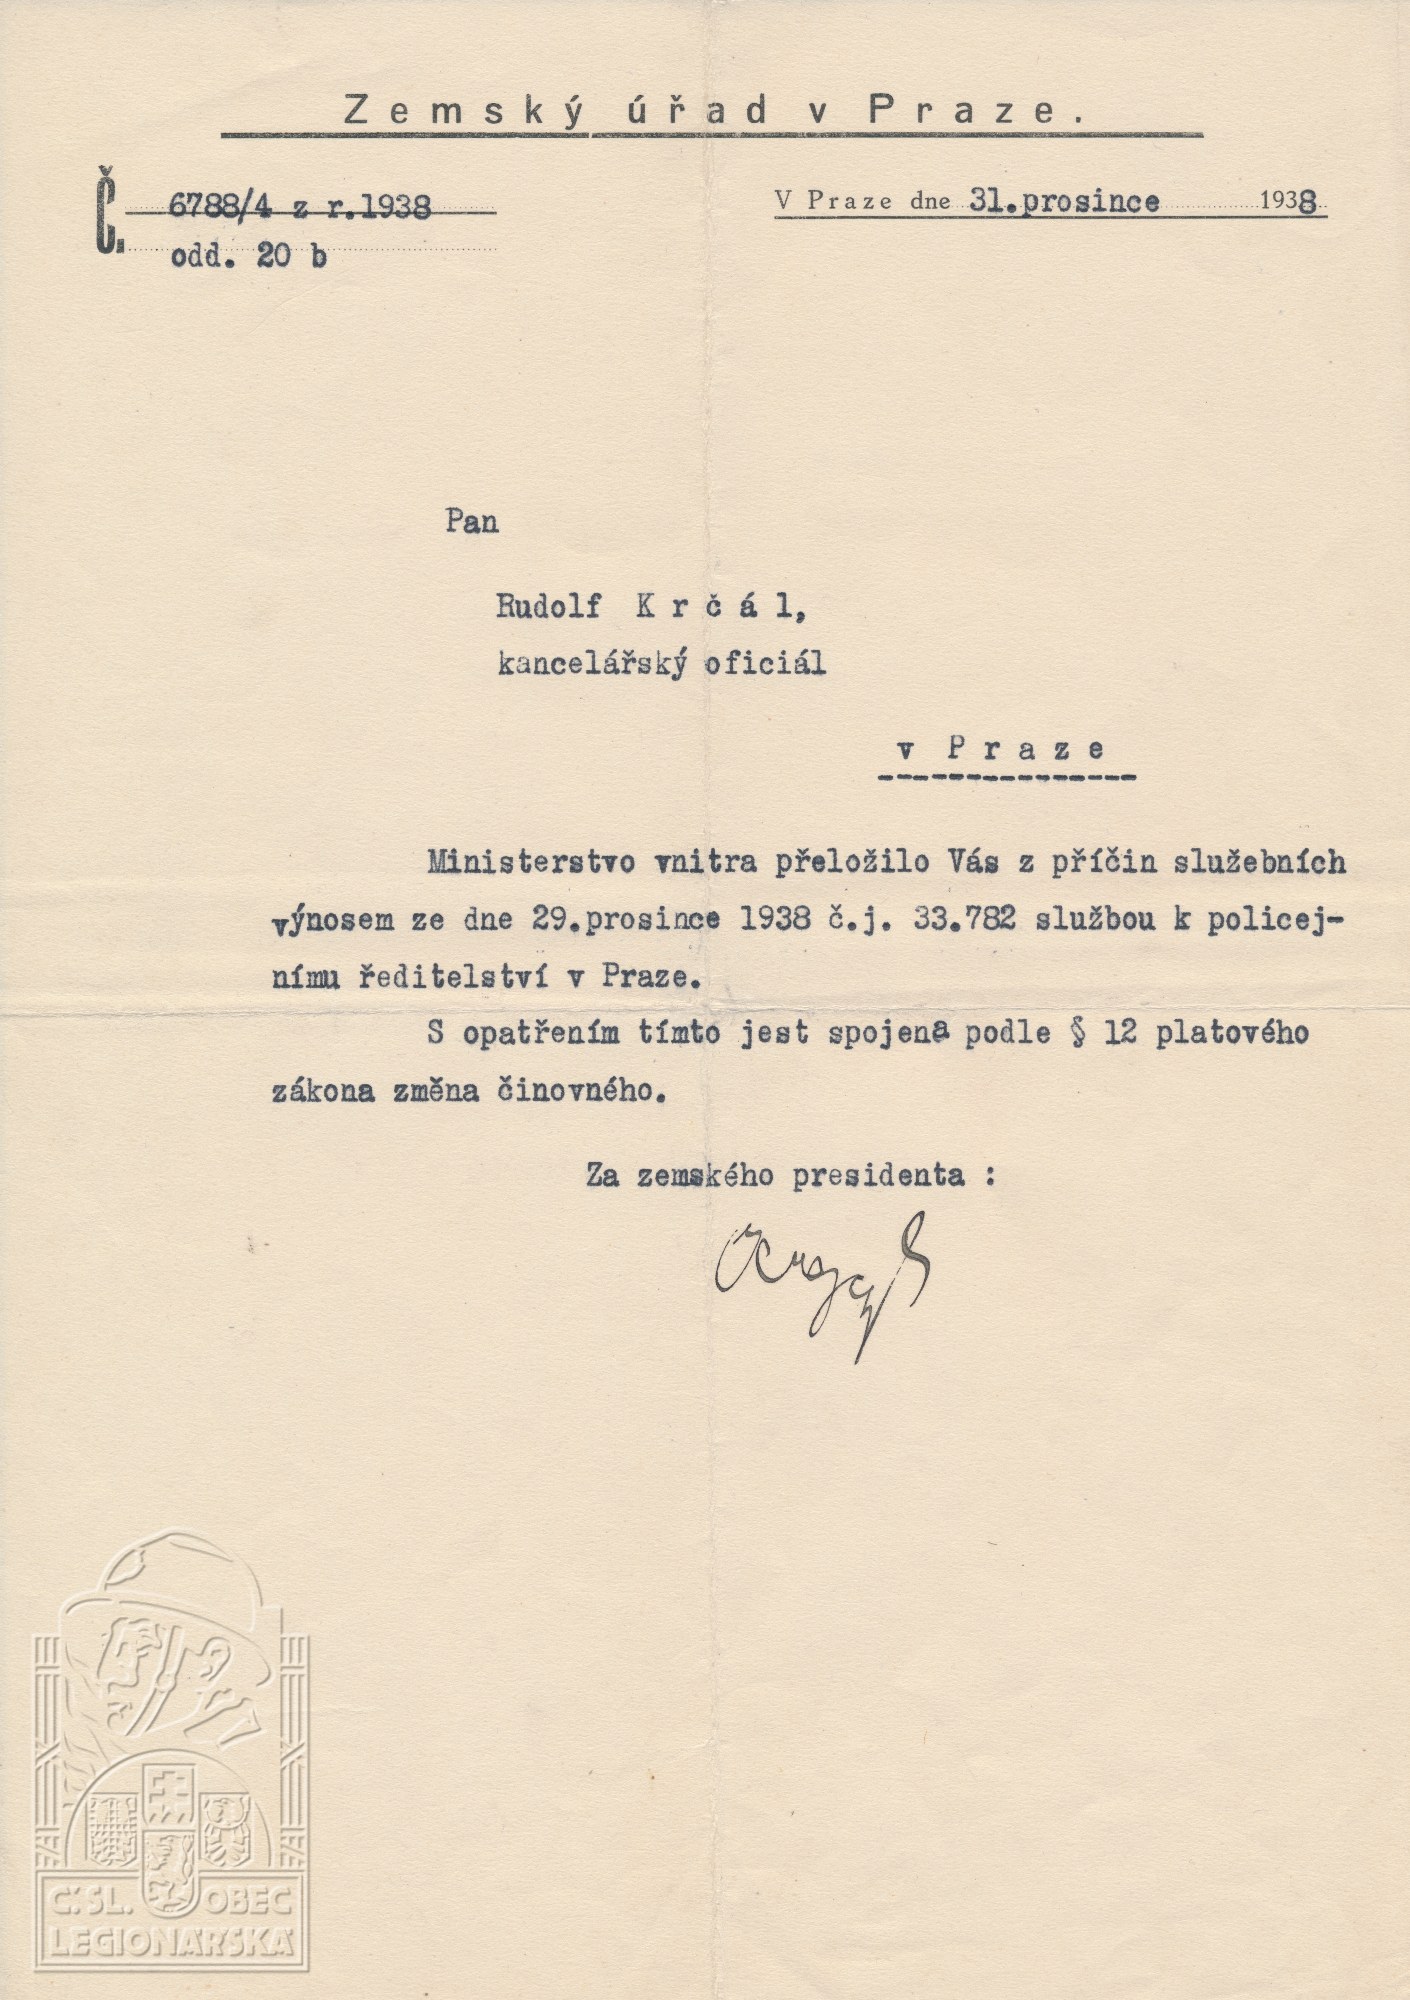 Zemský úřad v Praze.
Č. 6788/4 z r.1938
V Praze dne 31.prosince 1938
odd. 20 b
Pan
Rudolf Krčál,
kancelářský oficiál
v Praze
Ministerstvo vnitra přeložilo Vás z příčin služebních
výnosem ze dne 29.prosince 1938 č.j. 33.782 službou k policej-
nímu ředitelství v Praze.
S opatřením tímto jest spojena podle § 12 platového
zákona změna činovného.
Za zemského presidenta :
Č.SL. OBEC
LEGIONÁŘSKÁ